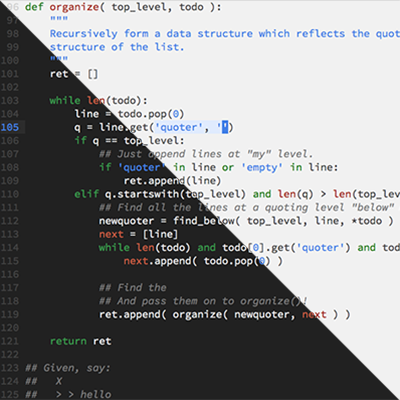 96 def organize( top_level, todo ):
97 """
98 Recursively form a data structure which reflects the quot
99 structure of the list.
100 """
101 ret = []
102
103 while len(todo):
104 line = todo.pop(0)
105 q = line.get('quoter', '')
106 if q == top_level:
107 ## Just append lines at "my" level.
108 if 'quoter' in line or 'empty' in line:
109 ret.append(line)
110 elif q.startswith(top_level) and len(q) > len(top_lev
111 ## Find all the lines at a quoting level "below"
112 newquoter = find_below( top_level, line, *todo )
113 next = [line]
114 while len(todo) and todo[0].get('quoter') and tod
115 next.append( todo.pop(0) )
116
117 ## Find the
118 ## And pass them on to organize()!
119 ret.append( organize( newquoter, next ) )
120
121 return ret
122
123 ## Given, say:
124 ## X
125 ## > > hello